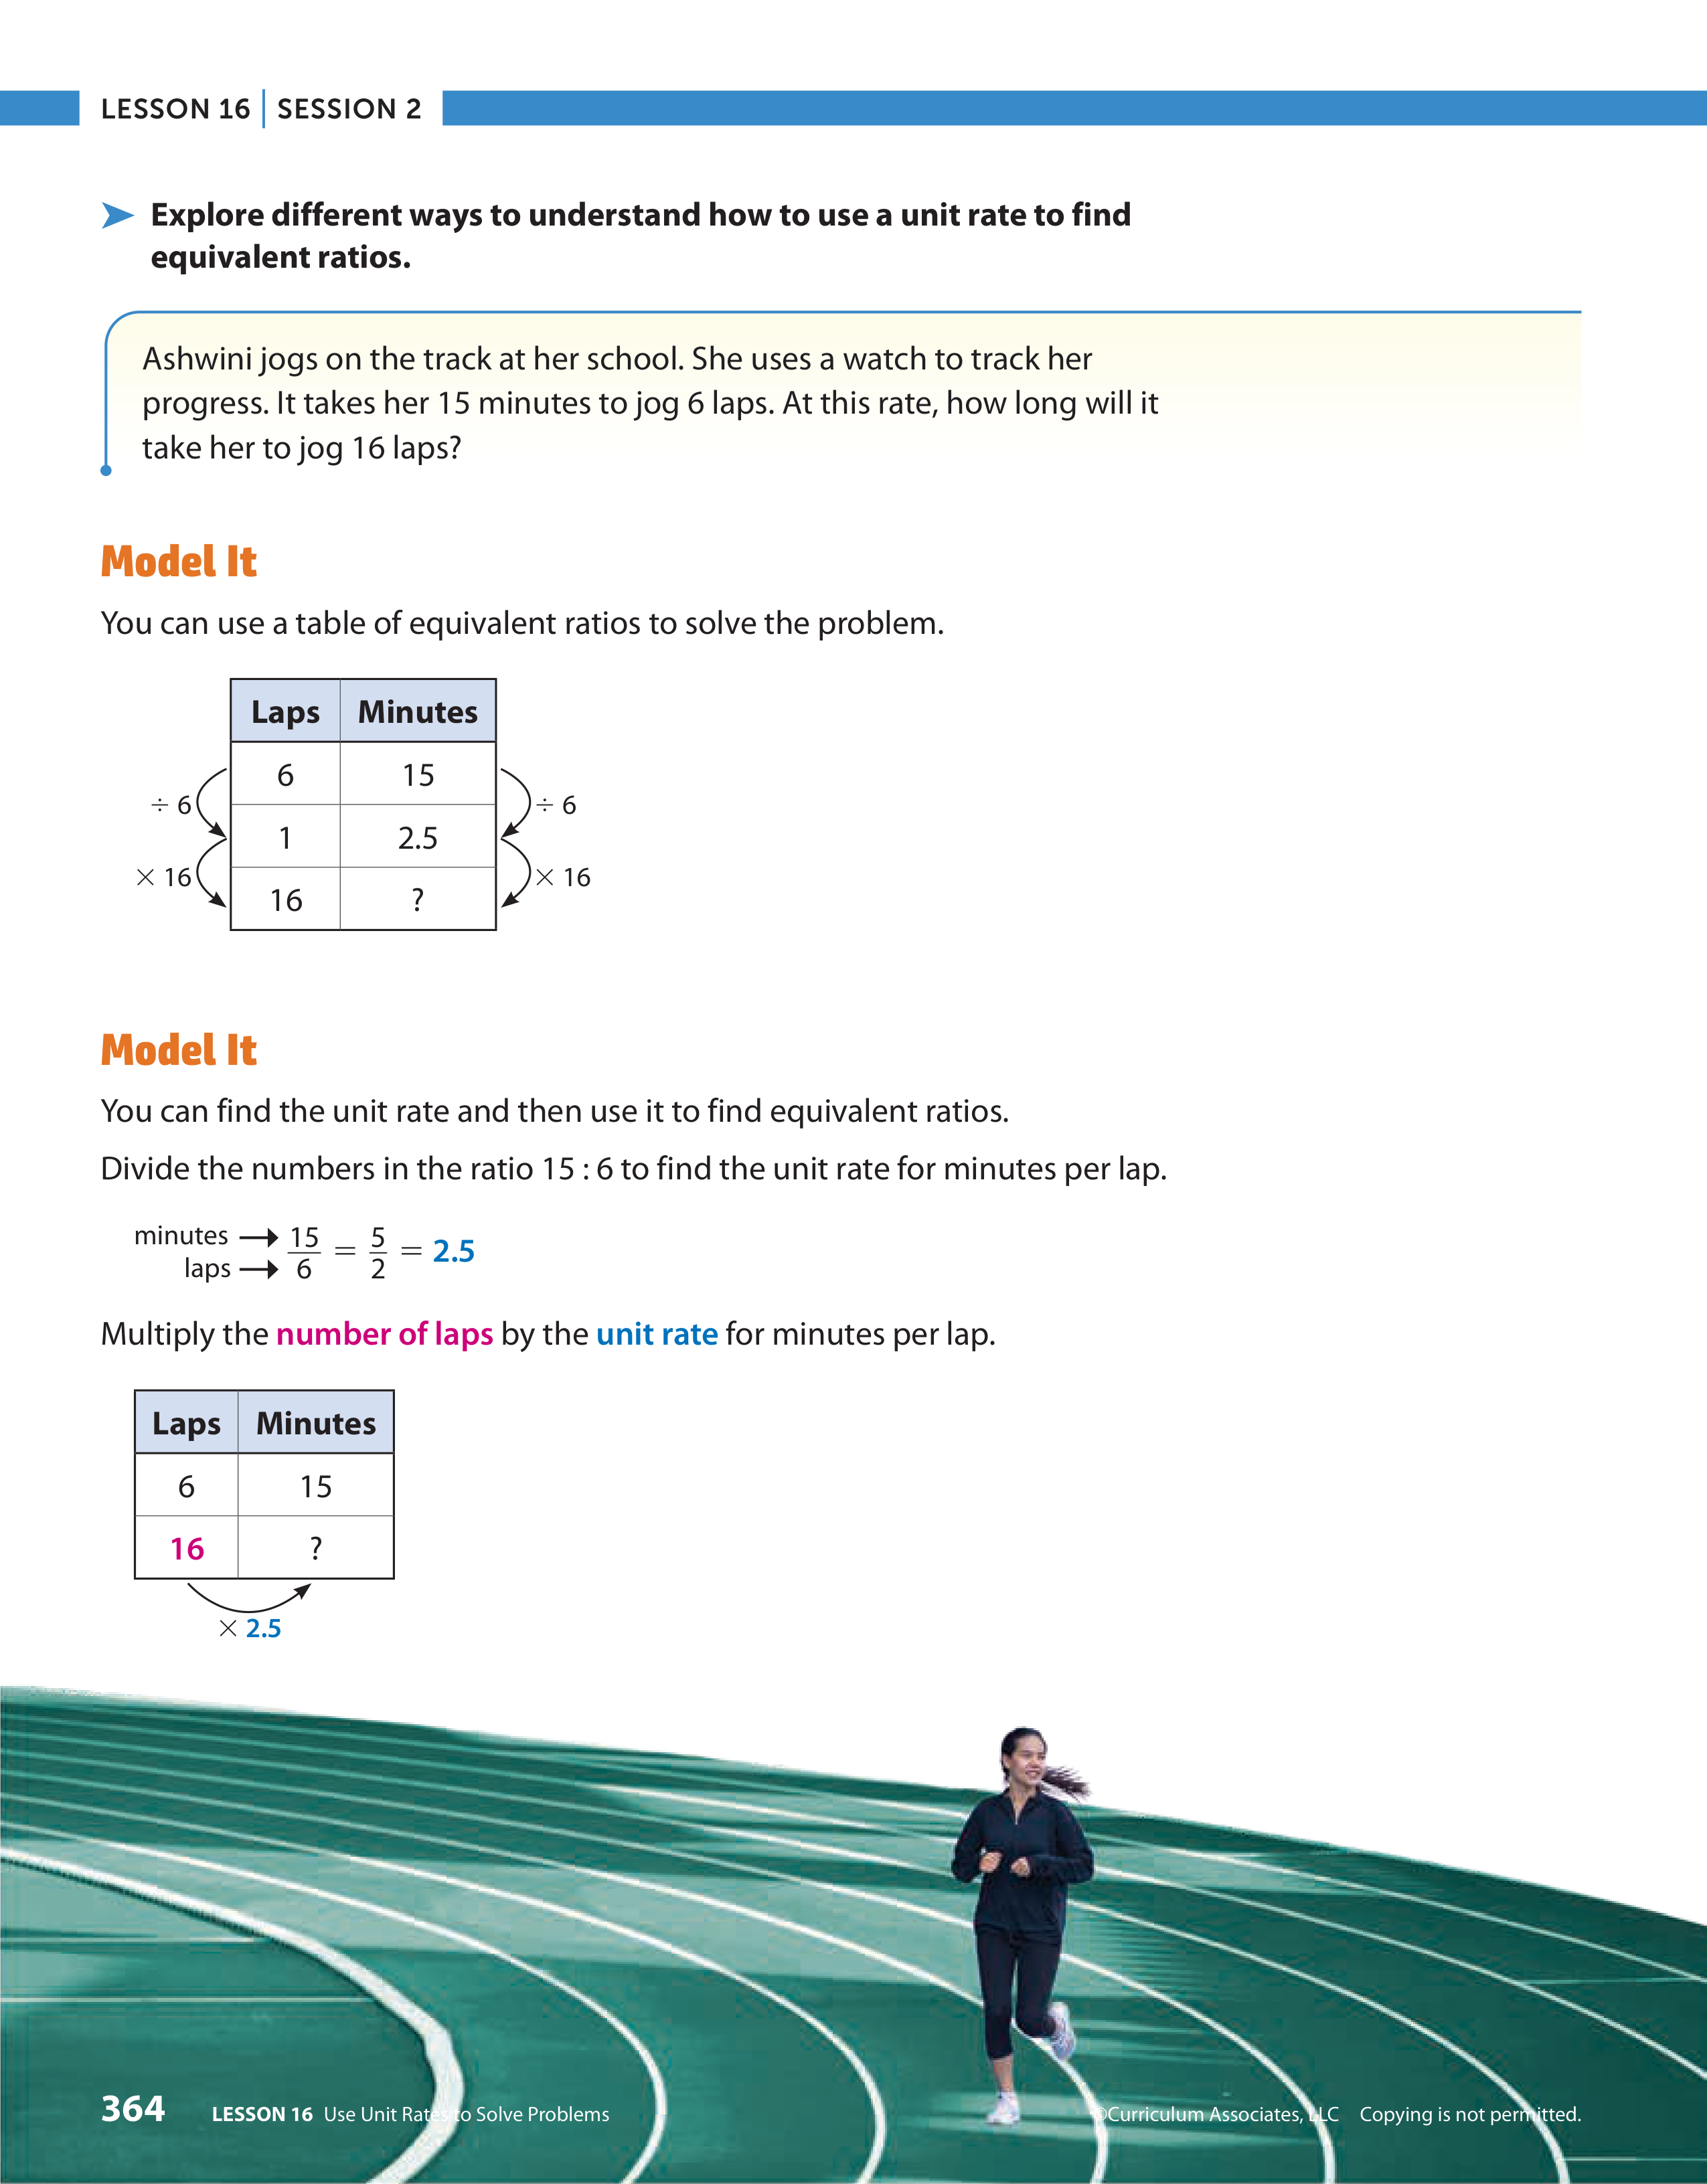 LESSON 16 | SESSION 2
Explore different ways to understand how to use a unit rate to find
equivalent ratios.
Ashwini jogs on the track at her school. She uses a watch to track her
progress. It takes her 15 minutes to jog 6 laps. At this rate, how long will it
take her to jog 16 laps?
Model It
You can use a table of equivalent ratios to solve the problem.
Laps Minutes
6 15
÷ 6 ÷ 6
1 2.5
× 16 × 16
16 ?
Model It
You can find the unit rate and then use it to find equivalent ratios.
Divide the numbers in the ratio 15 : 6 to find the unit rate for minutes per lap.
minutes → 15/6 = 5/2 = 2.5
laps →
Multiply the number of laps by the unit rate for minutes per lap.
Laps Minutes
6 15
16 ?
× 2.5
364 LESSON 16 Use Unit Rates to Solve Problems ©Curriculum Associates, LLC Copying is not permitted.